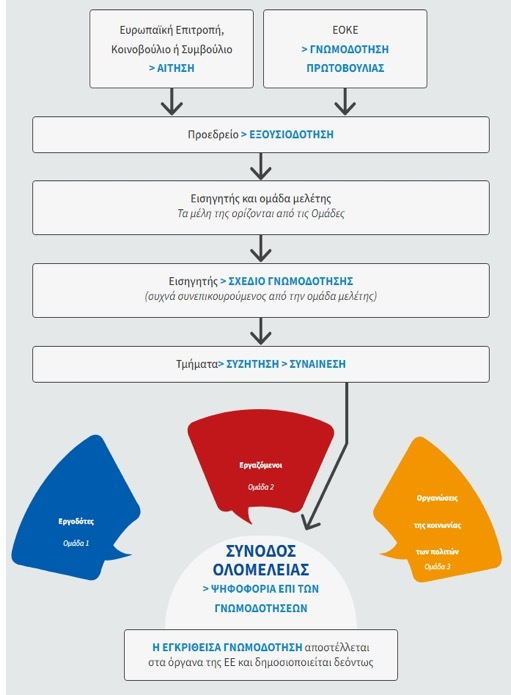 Ευρωπαϊκή Επιτροπή,
Κοινοβούλιο ή Συμβούλιο
> ΑΙΤΗΣΗ
ΕΟΚΕ
> ΓΝΩΜΟΔΟΤΗΣΗ
ΠΡΩΤΟΒΟΥΛΙΑΣ
Προεδρείο > ΕΞΟΥΣΙΟΔΟΤΗΣΗ
Εισηγητής και ομάδα μελέτης
Τα μέλη της ορίζονται από τις Ομάδες
Εισηγητής > ΣΧΕΔΙΟ ΓΝΩΜΟΔΟΤΗΣΗΣ
(συχνά συνεπικουρούμενος από την ομάδα μελέτης)
Τμήματα> ΣΥΖΗΤΗΣΗ > ΣΥΝΑΙΝΕΣΗ
Εργοδότες
Ομάδα 1
Εργαζόμενοι
Ομάδα 2
Οργανώσεις
της κοινωνίας
των πολιτών
Ομάδα 3
ΣΥΝΟΔΟΣ
ΟΛΟΜΕΛΕΙΑΣ
> ΨΗΦΟΦΟΡΙΑ ΕΠΙ ΤΩΝ
ΓΝΩΜΟΔΟΤΗΣΕΩΝ
Η ΕΓΚΡΙΘΕΙΣΑ ΓΝΩΜΟΔΟΤΗΣΗ αποστέλλεται
στα όργανα της ΕΕ και δημοσιοποιείται δεόντως